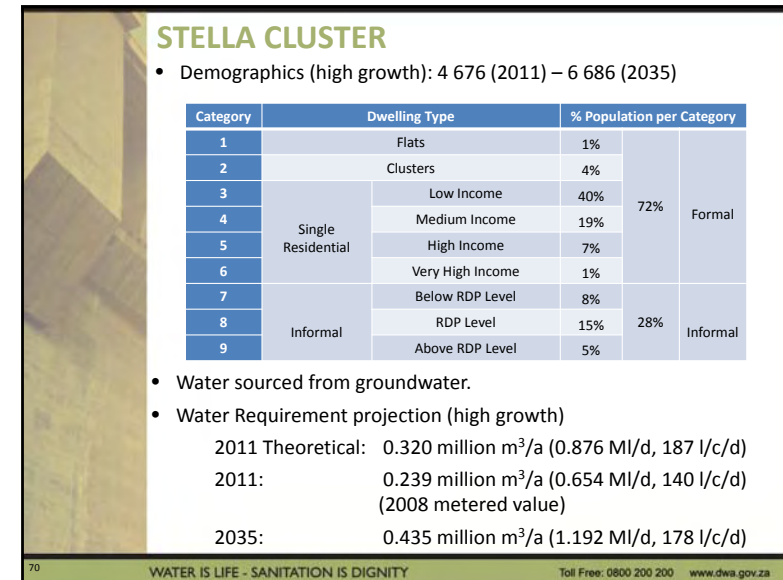 STELLA CLUSTER
• Demographics (high growth): 4 676 (2011) – 6 686 (2035)
Category Dwelling Type % Population per Category
1 Flats 1%
2 Clusters 4%
3 Low Income 40%
4 Medium Income 19%
5 High Income 7%
6 Very High Income 1%
Single
Residential
72% Formal
7 Below RDP Level 8%
8 RDP Level 15%
9 Above RDP Level 5%
Informal
28% Informal
• Water sourced from groundwater.
• Water Requirement projection (high growth)
2011 Theoretical: 0.320 million m³/a (0.876 Ml/d, 187 l/c/d)
2011: 0.239 million m³/a (0.654 Ml/d, 140 l/c/d)
(2008 metered value)
2035: 0.435 million m³/a (1.192 Ml/d, 178 l/c/d)
70 WATER IS LIFE - SANITATION IS DIGNITY Toll Free: 0800 200 200 www.dwa.gov.za